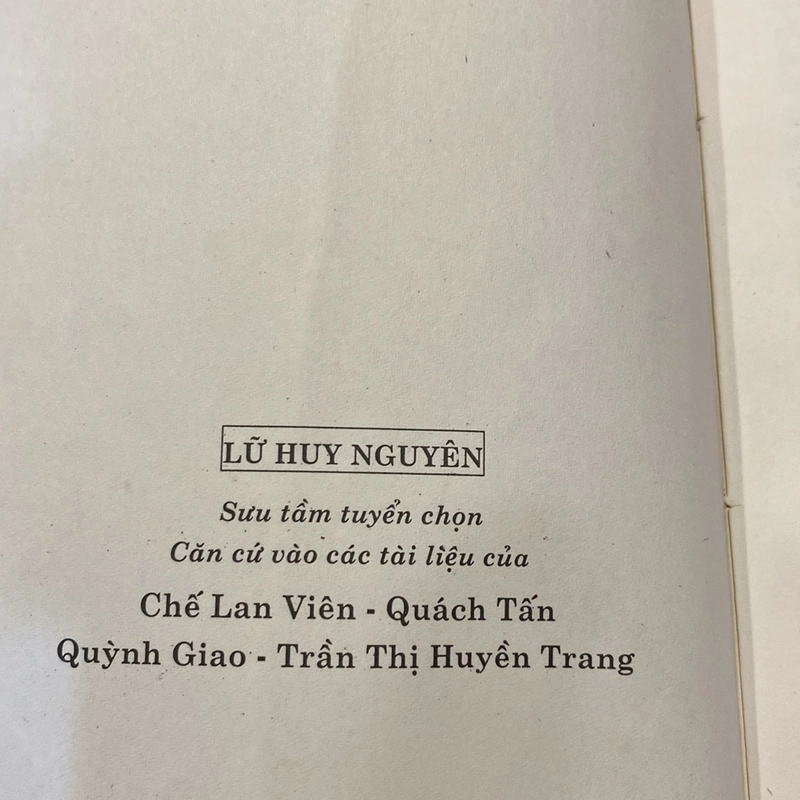 LỮ HUY NGUYÊN
Sưu tầm tuyển chọn
Căn cứ vào các tài liệu của
Chế Lan Viên - Quách Tấn
Quỳnh Giao - Trần Thị Huyền Trang